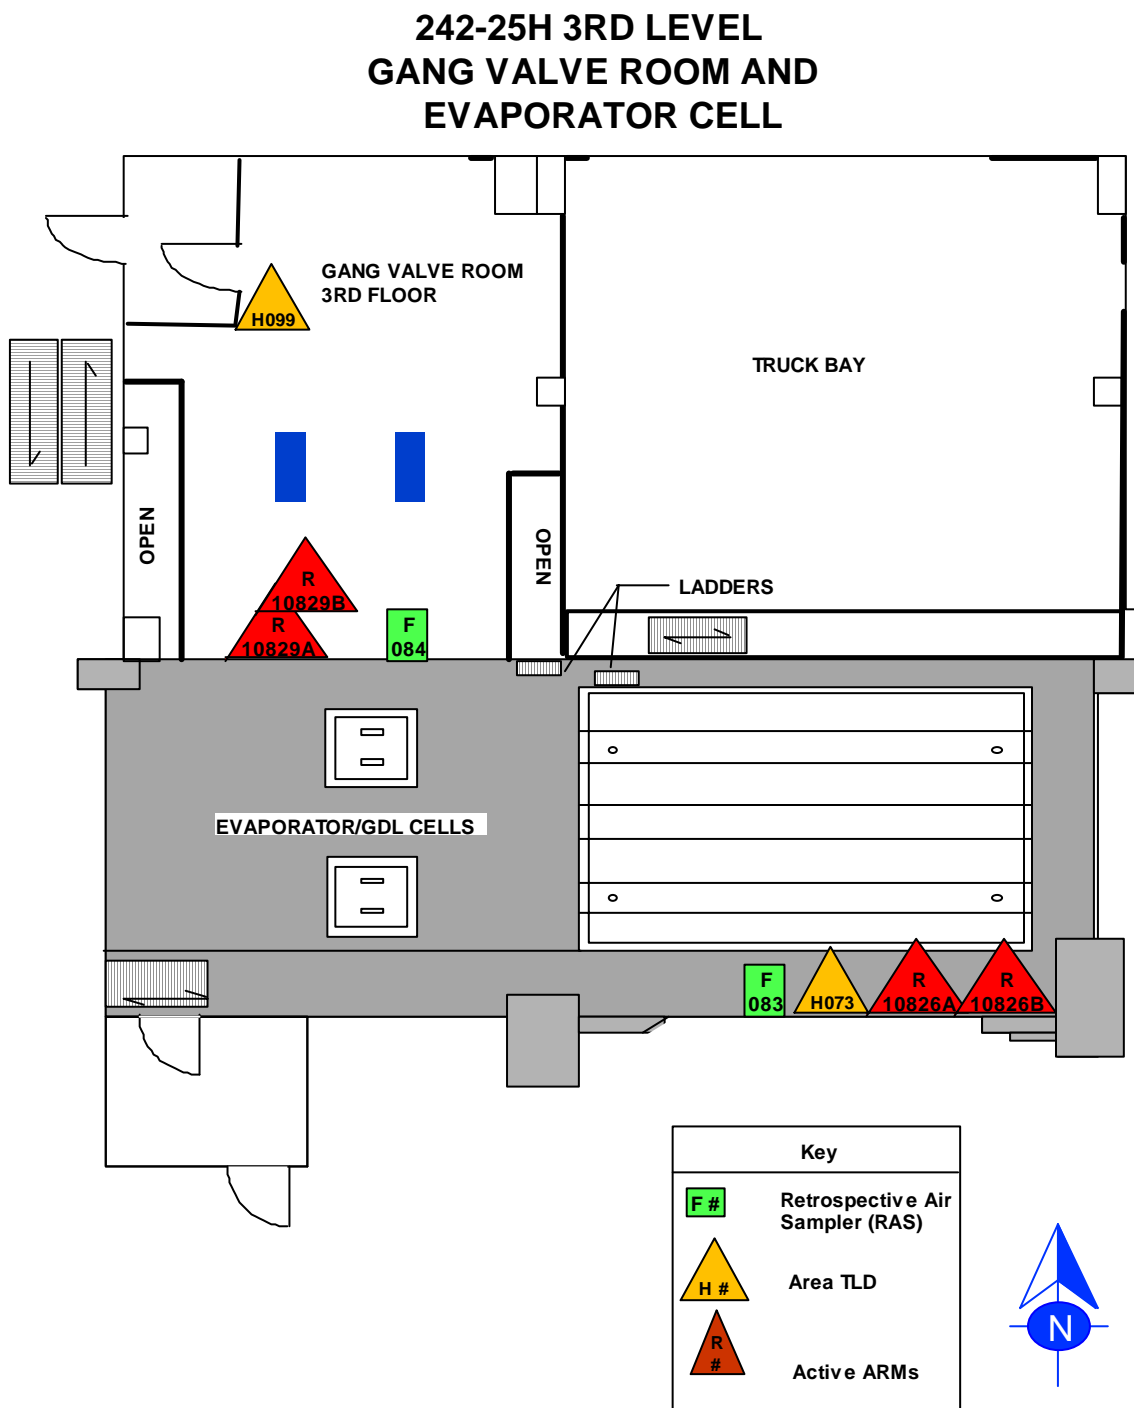 242-25H 3RD LEVEL
GANG VALVE ROOM AND
EVAPORATOR CELL
GANG VALVE ROOM
3RD FLOOR
H099
TRUCK BAY
OPEN
OPEN
R
10829B
LADDERS
R
10829A
F
084
EVAPORATOR/GDL CELLS
F
083
H073
R
10826A
R
10826B
Key
F #
Retrospective Air
Sampler (RAS)
H #
Area TLD
R
#
Active ARMs
N